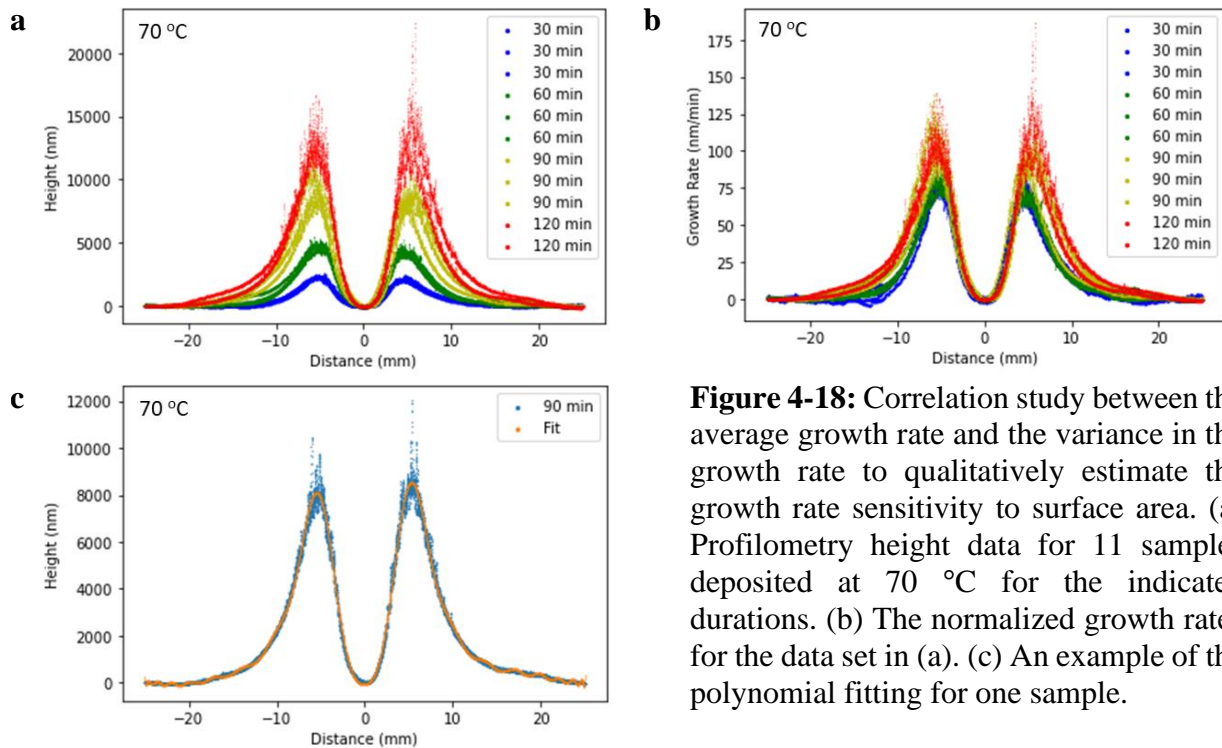 a
70 °C
30 min
30 min
30 min
60 min
60 min
60 min
90 min
90 min
90 min
120 min
120 min
20000
15000
10000
5000
0
Height (nm)
−20 −10 0 10 20
Distance (mm)
b
70 °C
30 min
30 min
30 min
60 min
60 min
60 min
90 min
90 min
90 min
120 min
120 min
175
150
125
100
75
50
25
0
Growth Rate (nm/min)
−20 −10 0 10 20
Distance (mm)
c
70 °C
90 min
Fit
12000
10000
8000
6000
4000
2000
0
Height (nm)
−20 −10 0 10 20
Distance (mm)
Figure 4-18: Correlation study between th
average growth rate and the variance in th
growth rate to qualitatively estimate th
growth rate sensitivity to surface area. (a
Profilometry height data for 11 sample
deposited at 70 °C for the indicate
durations. (b) The normalized growth rate
for the data set in (a). (c) An example of th
polynomial fitting for one sample.